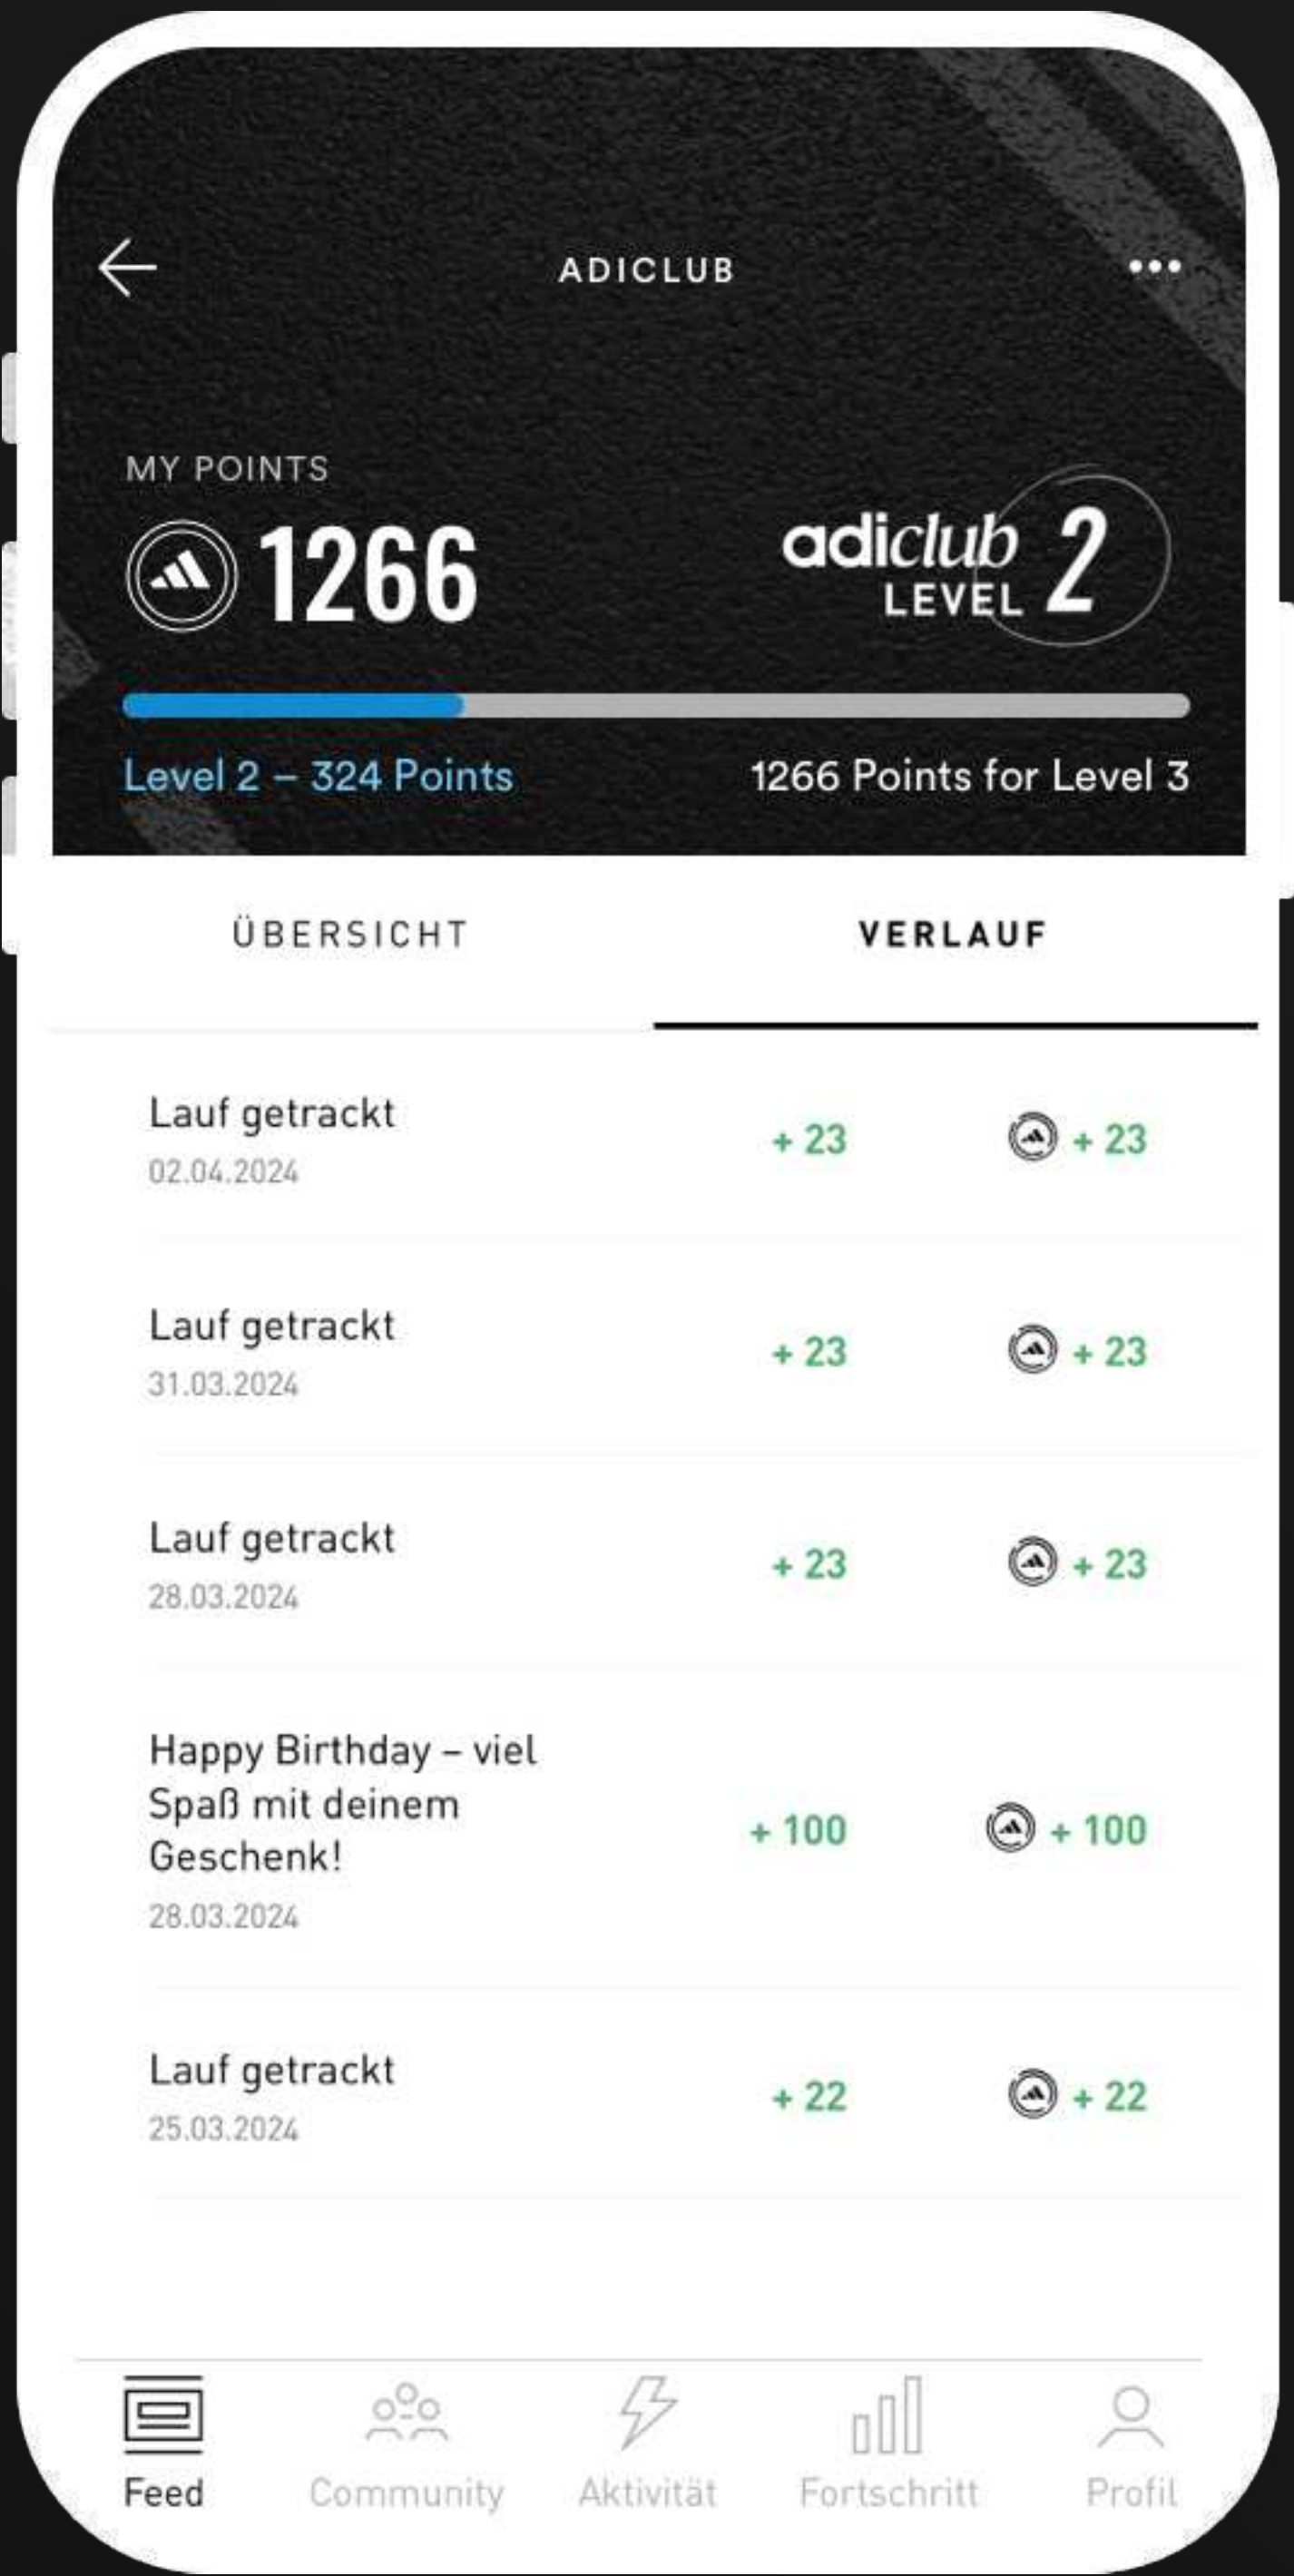 ADICLUB
MY POINTS
1266
adiclub 2
LEVEL
Level 2 – 324 Points
1266 Points for Level 3
ÜBERSICHT
VERLAUF
Lauf getrackt
02.04.2024
+ 23
+ 23
Lauf getrackt
31.03.2024
+ 23
+ 23
Lauf getrackt
28.03.2024
+ 23
+ 23
Happy Birthday – viel
Spaß mit deinem
Geschenk!
28.03.2024
+ 100
+ 100
Lauf getrackt
25.03.2024
+ 22
+ 22
Feed
Community
Aktivität
Fortschritt
Profil